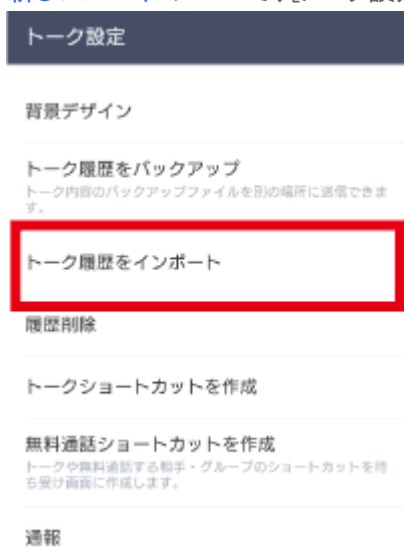 トーク設定
背景デザイン
トーク履歴をバックアップ
トーク内容のバックアップファイルを別の場所に送信できま
す。
トーク履歴をインポート
履歴削除
トークショートカットを作成
無料通話ショートカットを作成
トークや無料通話する相手・グループのショートカットを待
ち受け画面に作成します。
通報